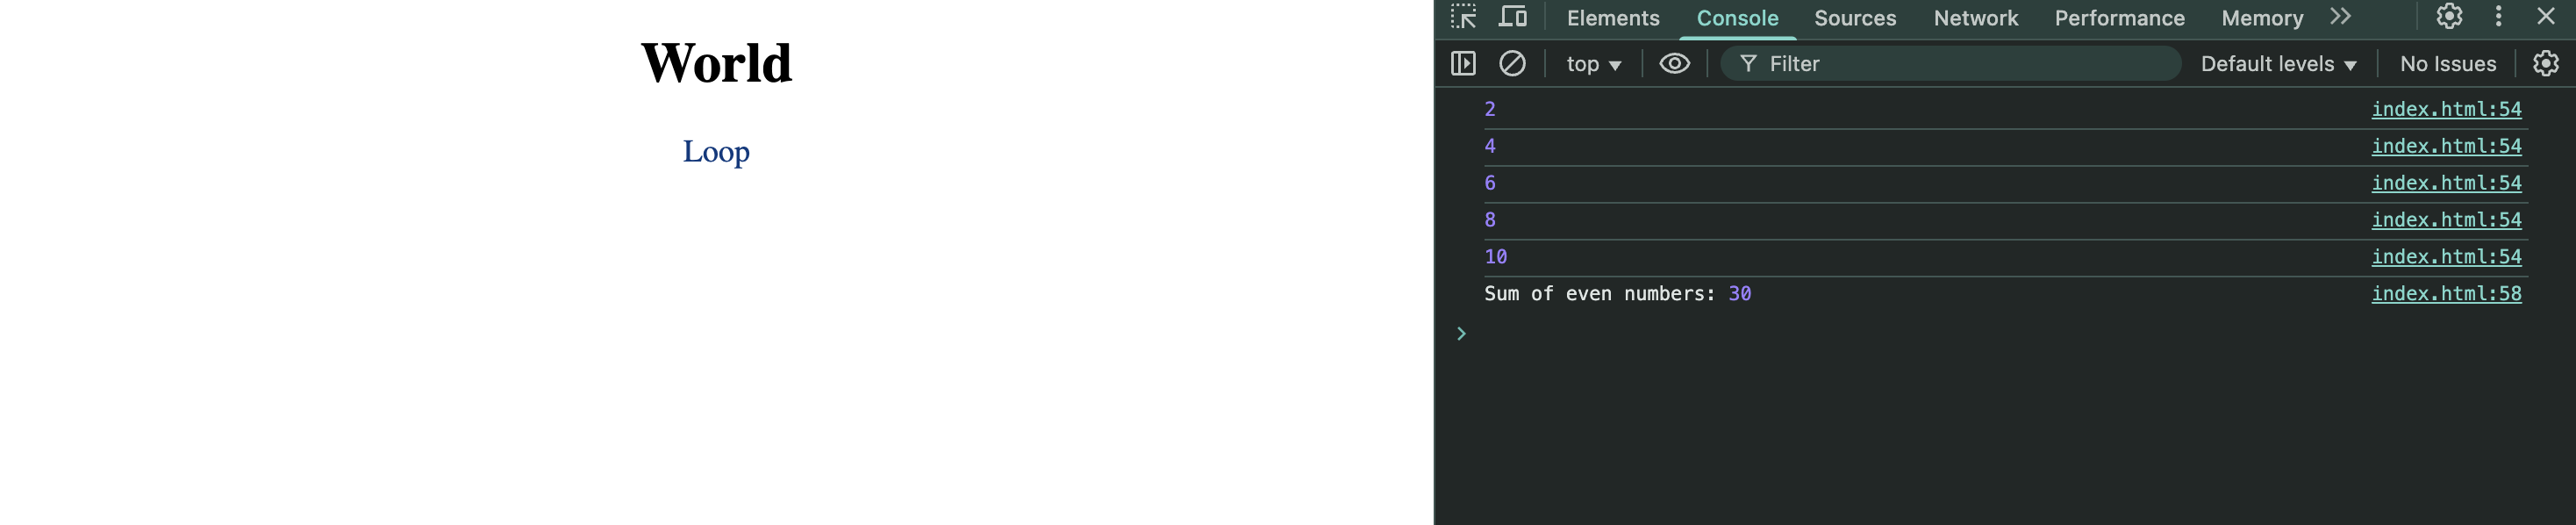 World
Loop
Elements Console Sources Network Performance Memory
top Filter Default levels No Issues
2 index.html:54
4 index.html:54
6 index.html:54
8 index.html:54
10 index.html:54
Sum of even numbers: 30 index.html:58